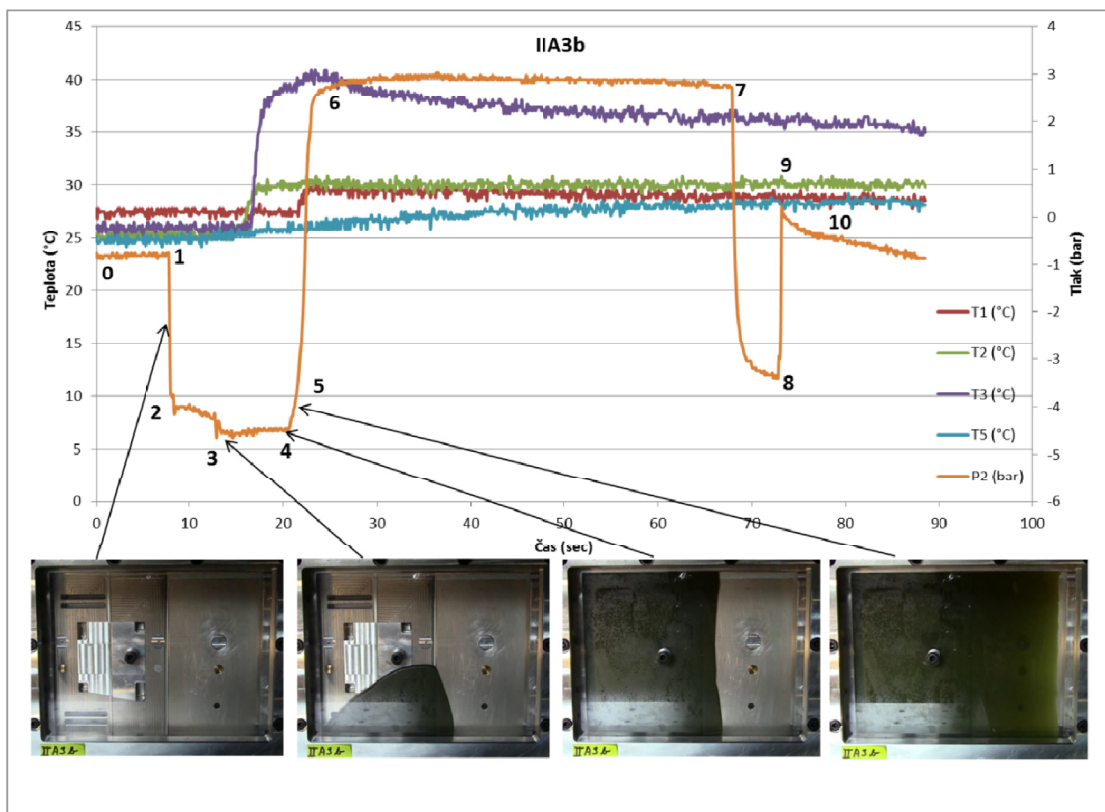 IIA3b
Teplota (°C)
45
40
35
30
25
20
15
10
5
0
Tlak (bar)
4
3
2
1
0
-1
-2
-3
-4
-5
-6
0
1
2
3
4
5
6
7
8
9
10
T1 (°C)
T2 (°C)
T3 (°C)
T5 (°C)
P2 (bar)
0 10 20 30 40 50 60 70 80 90 100
Čas (sec)
IIA3b
IIA3b
IIA3b
IIA3b